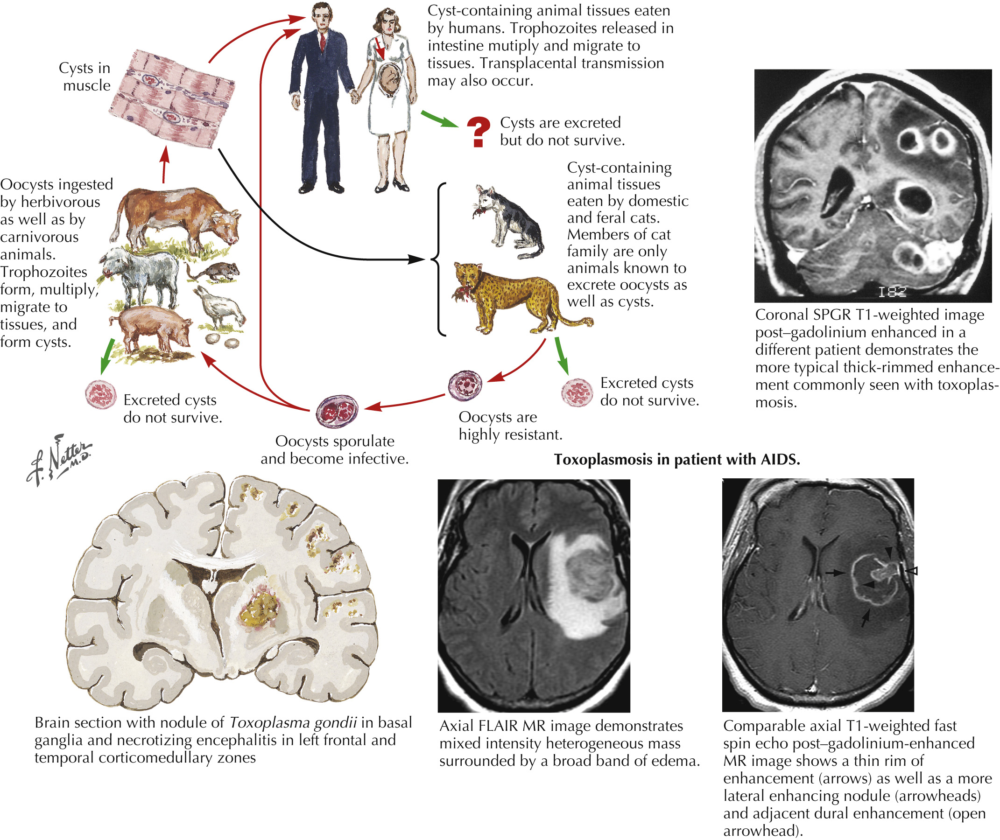 Cyst-containing animal tissues eaten
by humans. Trophozoites released in
intestine mutiply and migrate to
tissues. Transplacental transmission
may also occur.
Cysts in
muscle
?
Cysts are excreted
but do not survive.
Oocysts ingested
by herbivorous
as well as by
carnivorous
animals.
Trophozoites
form, multiply,
migrate to
tissues, and
form cysts.
Cyst-containing
animal tissues
eaten by domestic
and feral cats.
Members of cat
family are only
animals known to
excrete oocysts as
well as cysts.
I82
Coronal SPGR T1-weighted image
post–gadolinium enhanced in a
different patient demonstrates the
more typical thick-rimmed enhance-
ment commonly seen with toxoplas-
mosis.
Excreted cysts
do not survive.
Excreted cysts
do not survive.
Oocysts are
highly resistant.
Oocysts sporulate
and become infective.
F. Netter
M.D.
Toxoplasmosis in patient with AIDS.
Brain section with nodule of Toxoplasma gondii in basal
ganglia and necrotizing encephalitis in left frontal and
temporal corticomedullary zones
Axial FLAIR MR image demonstrates
mixed intensity heterogeneous mass
surrounded by a broad band of edema.
Comparable axial T1-weighted fast
spin echo post–gadolinium-enhanced
MR image shows a thin rim of
enhancement (arrows) as well as a more
lateral enhancing nodule (arrowheads)
and adjacent dural enhancement (open
arrowhead).